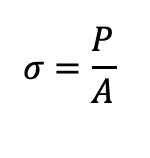 σ = P/A